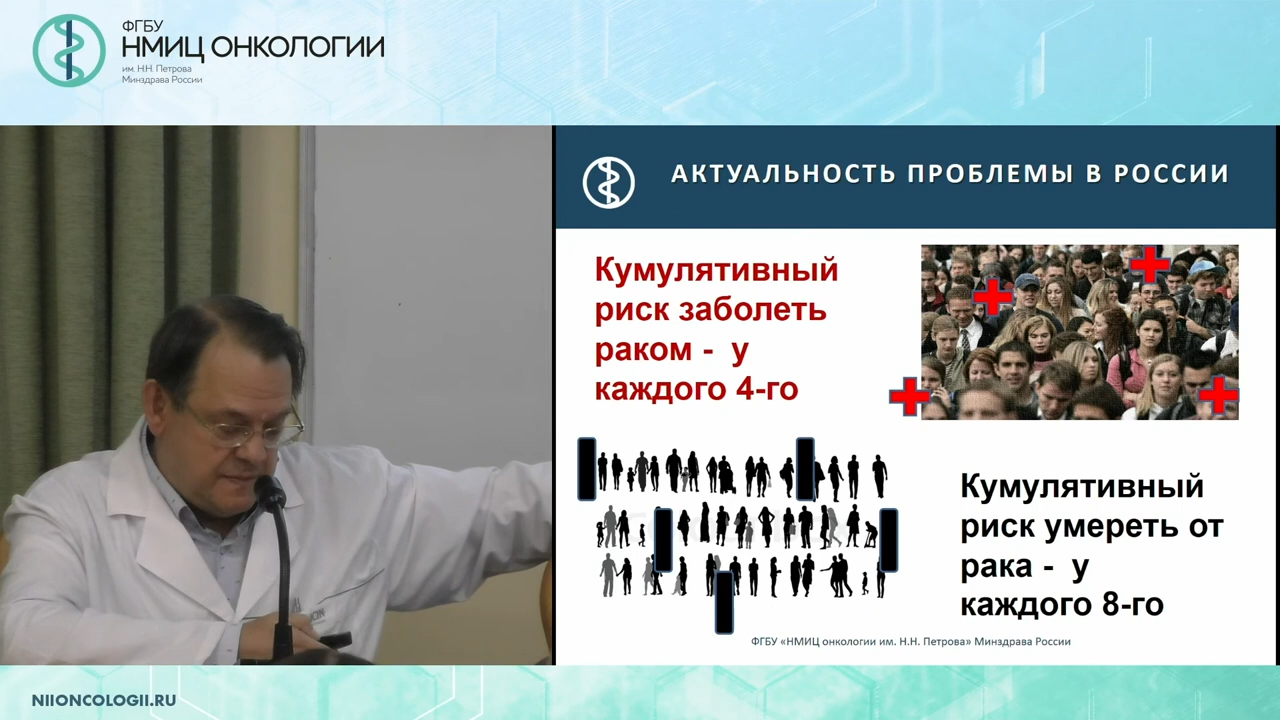 ФГБУ
НМИЦ ОНКОЛОГИИ
им. Н.Н. Петрова
Минздрава России
АКТУАЛЬНОСТЬ ПРОБЛЕМЫ В РОССИИ
Кумулятивный
риск заболеть
раком - у
каждого 4-го
Кумулятивный
риск умереть от
рака - у
каждого 8-го
ФГБУ «НМИЦ онкологии им. Н.Н. Петрова» Минздрава России
NIIONCOLOGII.RU